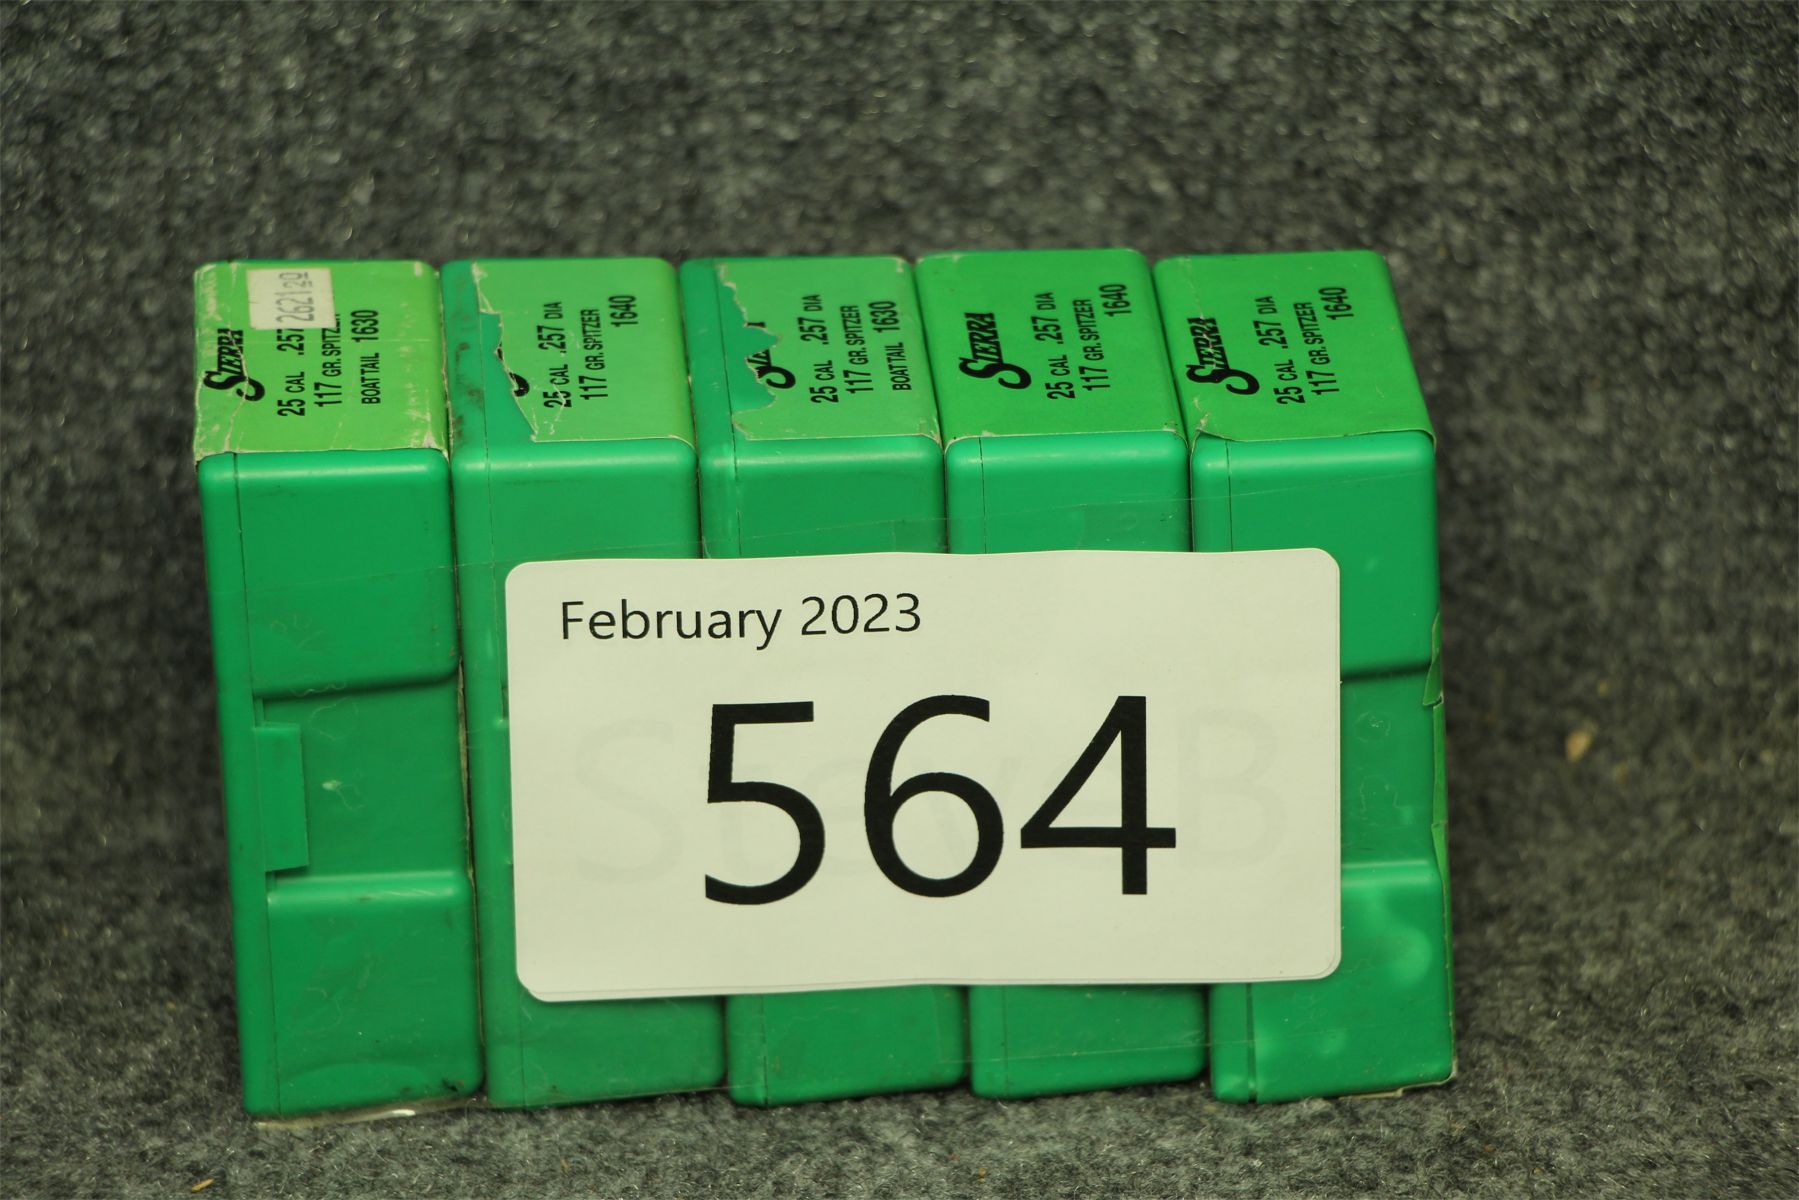 SIERRA
25 CAL .257
117 GR. SPITZER
BOATTAIL 1630
25 CAL .257 DIA
117 GR. SPITZER
1640
25 CAL .257 DIA
117 GR. SPITZER
BOATTAIL 1630
SIERRA
25 CAL .257 DIA
117 GR. SPITZER
1640
SIERRA
25 CAL .257 DIA
117 GR. SPITZER
1640
February 2023
564